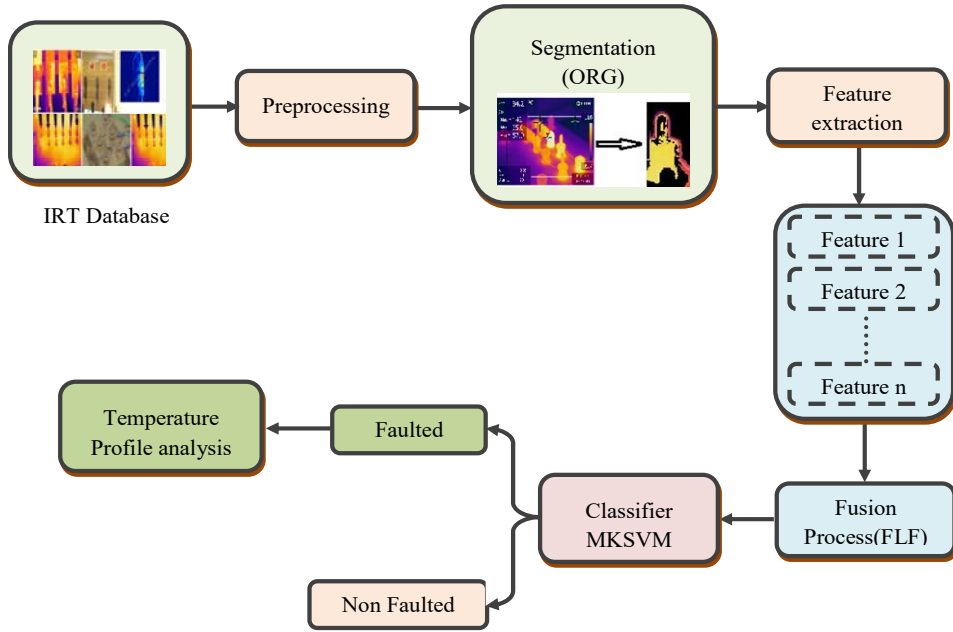 Segmentation
(ORG)
Preprocessing
Feature
extraction
IRT Database
Feature 1
Feature 2
Feature n
Temperature
Profile analysis
Faulted
Classifier
MKSVM
Fusion
Process(FLF)
Non Faulted